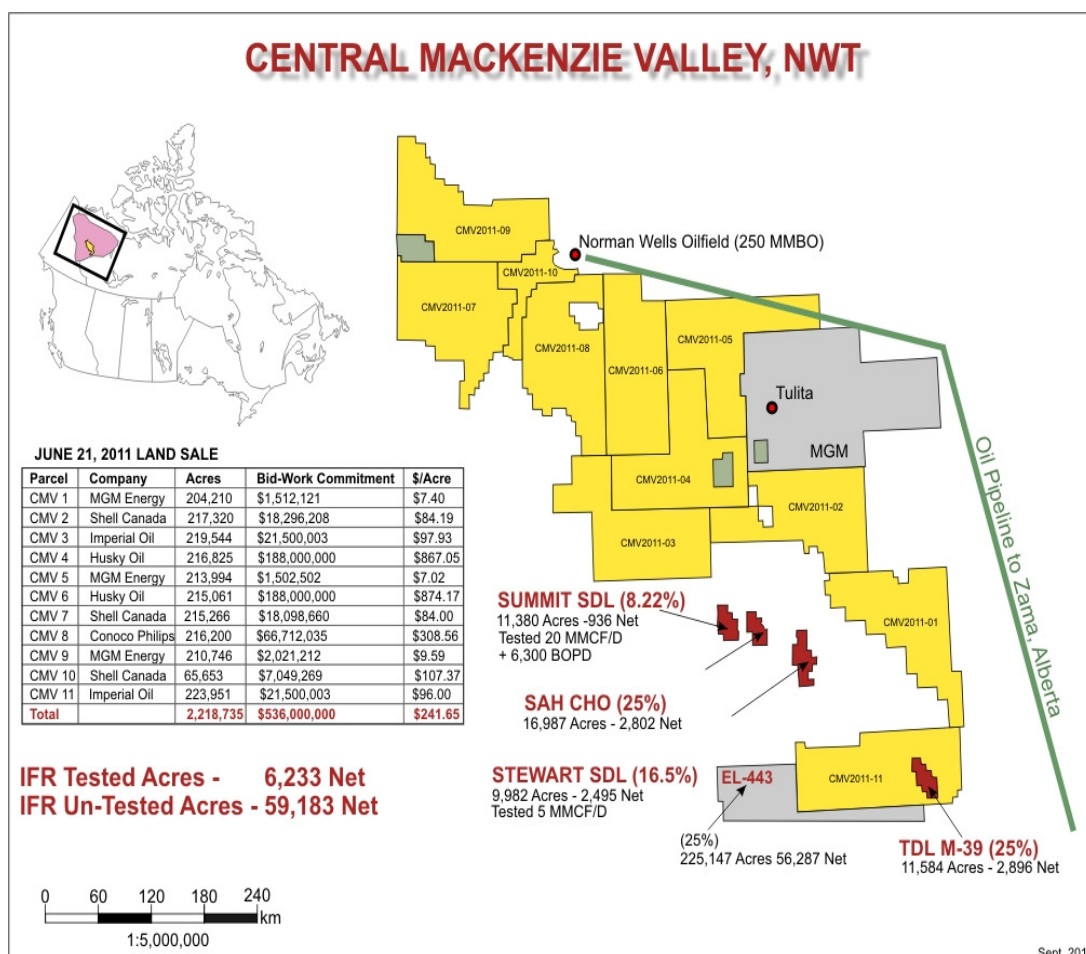 CENTRAL MACKENZIE VALLEY, NWT
CMV2011-09
Norman Wells Oilfield (250 MMBO)
CMV2011-10
CMV2011-07
CMV2011-08
CMV2011-05
CMV2011-06
Tulita
MGM
CMV2011-04
CMV2011-02
CMV2011-03
CMV2011-01
Oil Pipeline to Zama, Alberta
JUNE 21, 2011 LAND SALE
Parcel Company Acres Bid-Work Commitment $/Acre
CMV 1 MGM Energy 204,210 $1,512,121 $7.40
CMV 2 Shell Canada 217,320 $18,296,208 $84.19
CMV 3 Imperial Oil 219,544 $21,500,003 $97.93
CMV 4 Husky Oil 216,825 $188,000,000 $867.05
CMV 5 MGM Energy 213,994 $1,502,502 $7.02
CMV 6 Husky Oil 215,061 $188,000,000 $874.17
CMV 7 Shell Canada 215,266 $18,098,660 $84.00
CMV 8 Conoco Philips 216,200 $66,712,035 $308.56
CMV 9 MGM Energy 210,746 $2,021,212 $9.59
CMV 10 Shell Canada 65,653 $7,049,269 $107.37
CMV 11 Imperial Oil 223,951 $21,500,003 $96.00
Total 2,218,735 $536,000,000 $241.65
SUMMIT SDL (8.22%)
11,380 Acres -936 Net
Tested 20 MMCF/D
+ 6,300 BOPD
SAH CHO (25%)
16,987 Acres - 2,802 Net
STEWART SDL (16.5%)
9,982 Acres - 2,495 Net
Tested 5 MMCF/D
EL-443
CMV2011-11
(25%)
225,147 Acres 56,287 Net
TDL M-39 (25%)
11,584 Acres - 2,896 Net
IFR Tested Acres - 6,233 Net
IFR Un-Tested Acres - 59,183 Net
0 60 120 180 240
km
1:5,000,000
Sept. 201